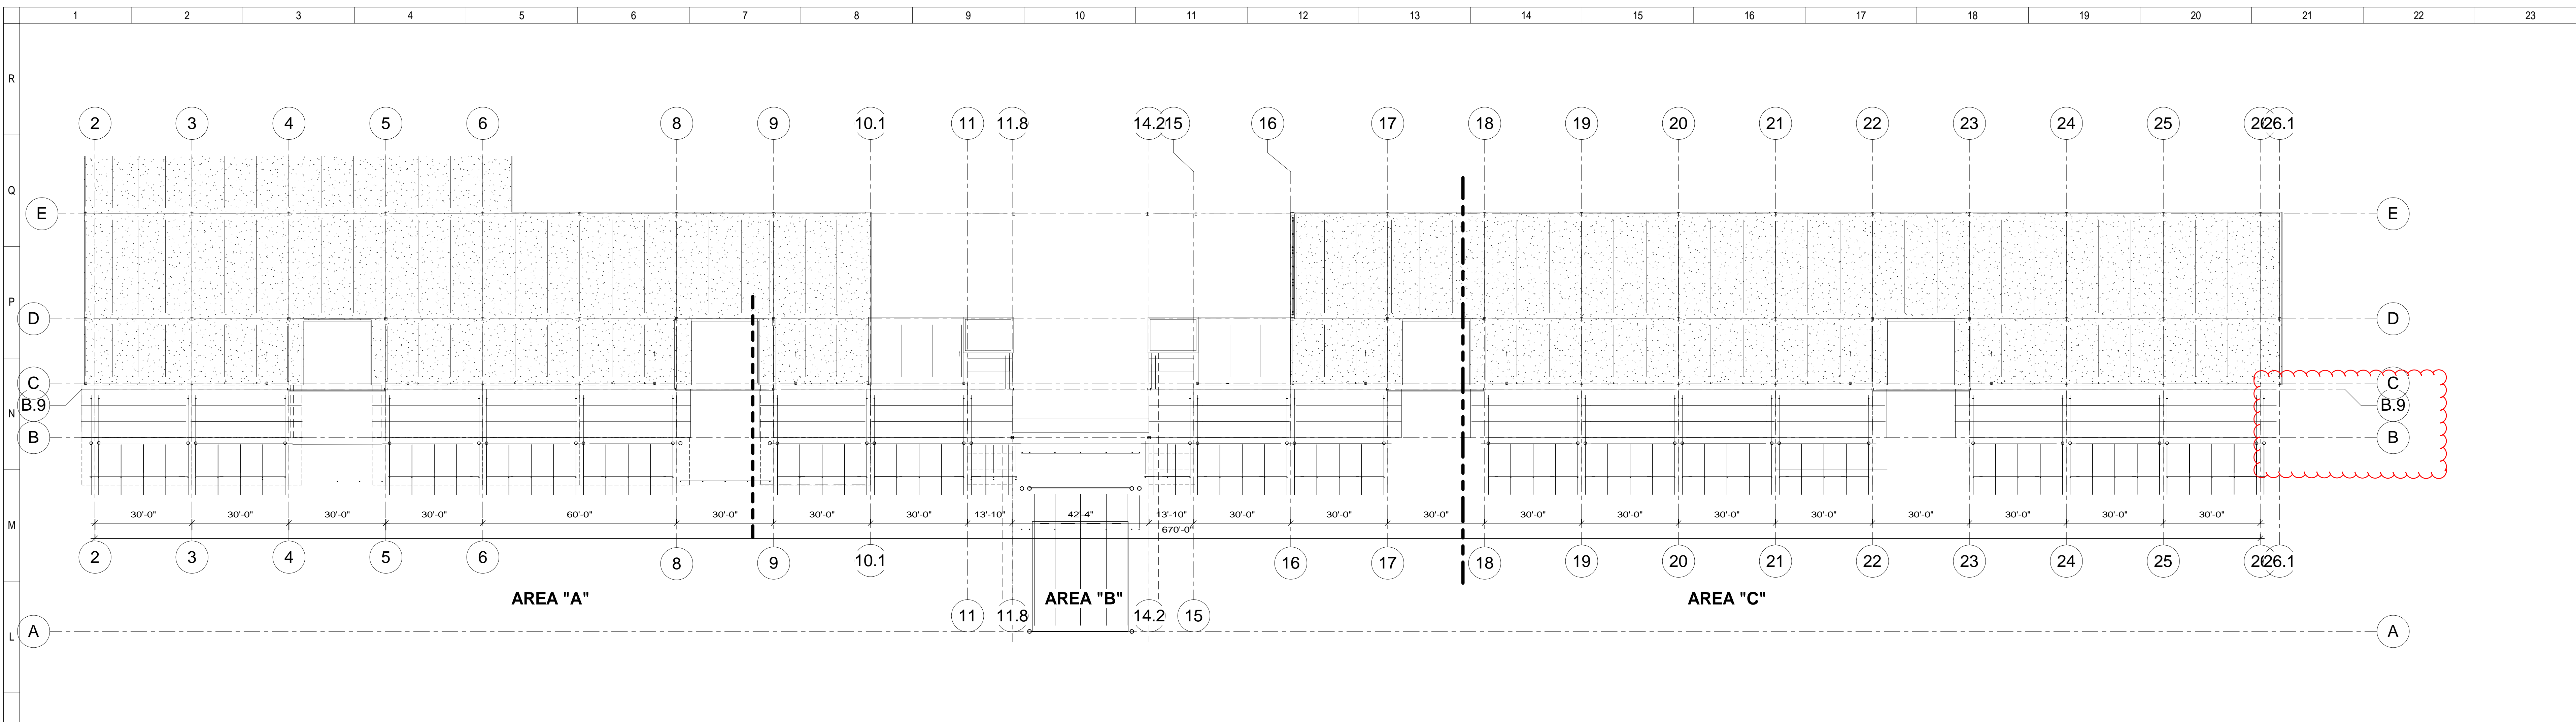 1 2 3 4 5 6 7 8 9 10 11 12 13 14 15 16 17 18 19 20 21 22 23
R
2 3 4 5 6 8 9 10.1 11 11.8 14.2 15 16 17 18 19 20 21 22 23 24 25 26 26.1
Q
E E
P
D D
C C
B.9 B.9
N
B B
30'-0" 30'-0" 30'-0" 30'-0" 60'-0" 30'-0" 30'-0" 30'-0" 13'-10" 42'-4" 13'-10" 30'-0" 30'-0" 30'-0" 30'-0" 30'-0" 30'-0" 30'-0" 30'-0" 30'-0" 30'-0"
M
670'-0"
2 3 4 5 6 8 9 10.1 16 17 18 19 20 21 22 23 24 25 26 26.1
AREA "A" AREA "B" AREA "C"
11 11.8 14.2 15
A A
L